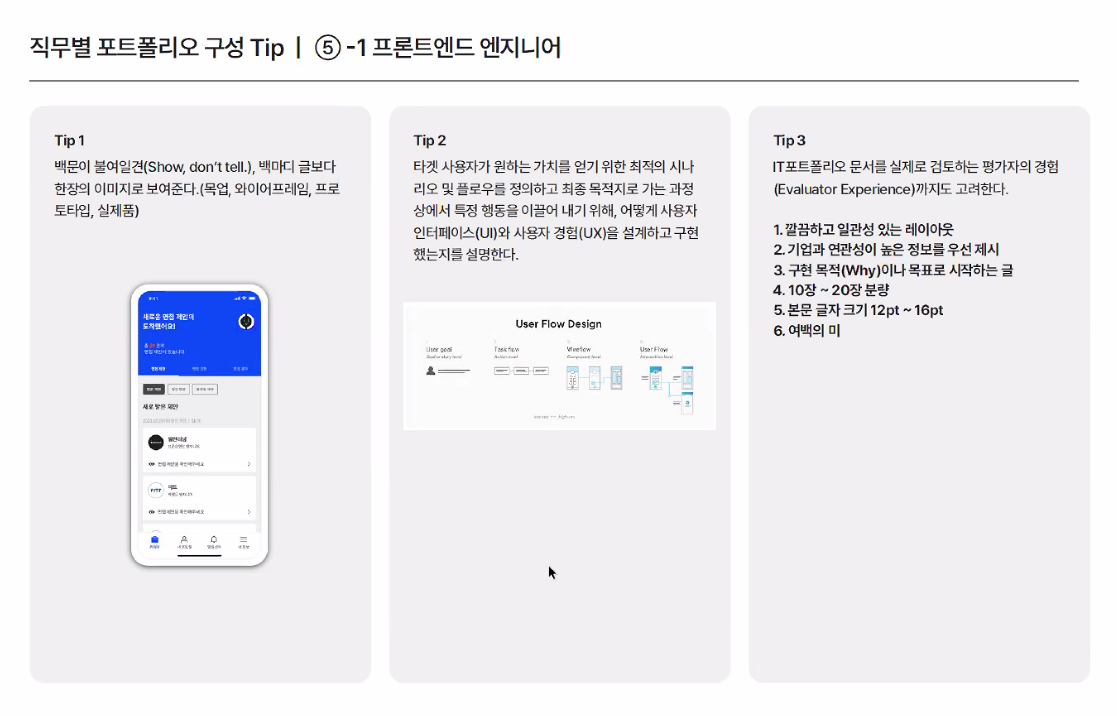 직무별 포트폴리오 구성 Tip | ⑤ -1 프론트엔드 엔지니어
Tip 1
백문이 불여일견(Show, don't tell.), 백마디 글보다
한장의 이미지로 보여준다.(목업, 와이어프레임, 프로
토타입, 실제품)
새로운 면접 제안이
도착했어요!
새로 받은 제안
Tip 2
타겟 사용자가 원하는 가치를 얻기 위한 최적의 시나
리오 및 플로우를 정의하고 최종 목적지로 가는 과정
상에서 특정 행동을 이끌어 내기 위해, 어떻게 사용자
인터페이스(UI)와 사용자 경험(UX)을 설계하고 구현
했는지를 설명한다.
User Flow Design
User goal
Task flow
Wireflow
User Flow
Tip 3
IT포트폴리오 문서를 실제로 검토하는 평가자의 경험
(Evaluator Experience)까지도 고려한다.
1. 깔끔하고 일관성 있는 레이아웃
2. 기업과 연관성이 높은 정보를 우선 제시
3. 구현 목적(Why)이나 목표로 시작하는 글
4. 10장 ~ 20장 분량
5. 본문 글자 크기 12pt ~ 16pt
6. 여백의 미